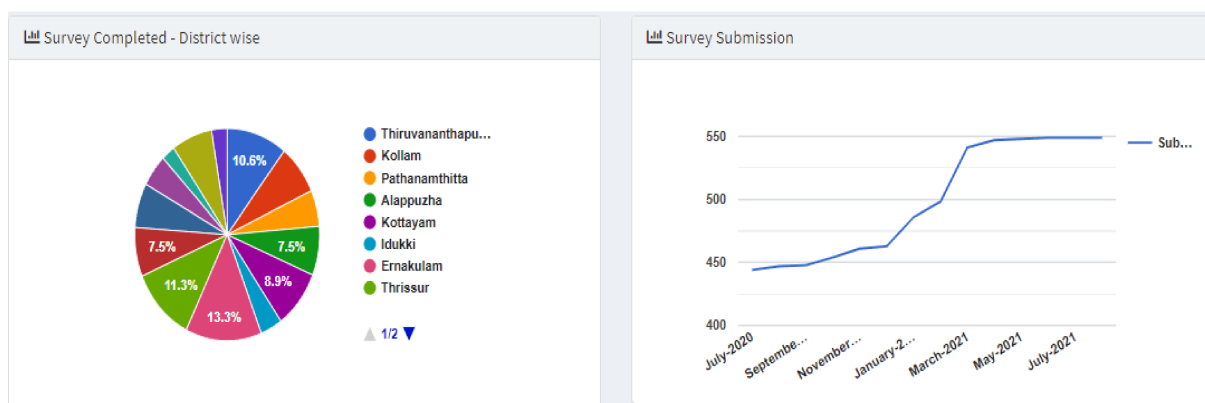 Survey Completed - District wise
10.6%
7.5%
8.9%
13.3%
11.3%
7.5%
Thiruvananthapu...
Kollam
Pathanamthitta
Alappuzha
Kottayam
Idukki
Ernakulam
Thrissur
1/2
Survey Submission
550
500
450
400
July-2020
Septembe...
November...
January-2...
March-2021
May-2021
July-2021
Sub...